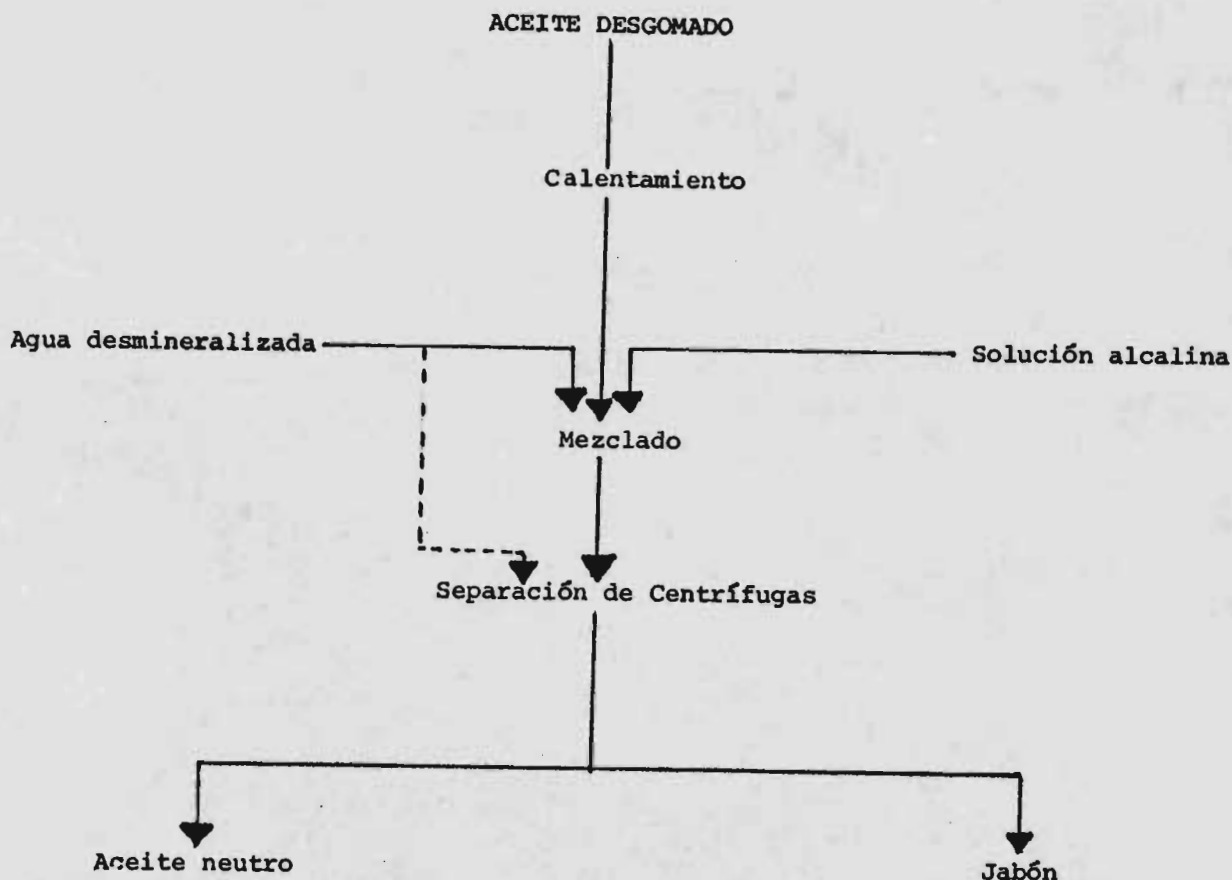 ACEITE DESGOMADO
Calentamiento
Agua desmineralizada
Solución alcalina
Mezclado
Separación de Centrífugas
Aceite neutro
Jabón